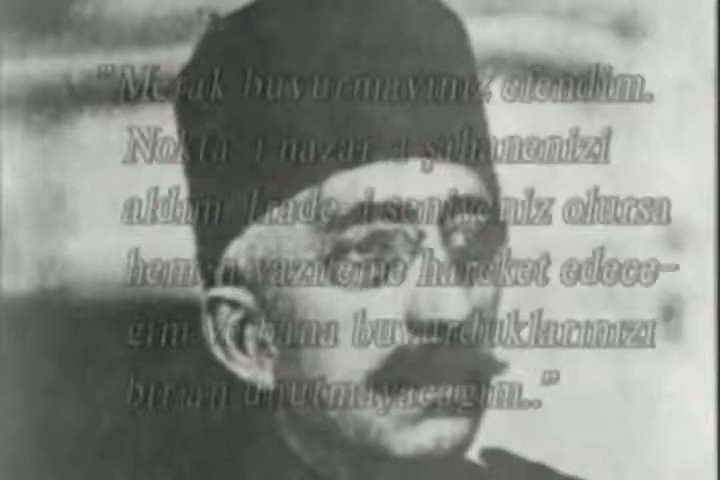 "Merak buyurmayınız efendim.
Nokta-i nazar-ı şahanenizi
aldım. İrade-i seniyeniz olursa
hemen vazifeme hareket edece-
ğim ve bana buyurduklarınızı
bir an unutmayacağım.."